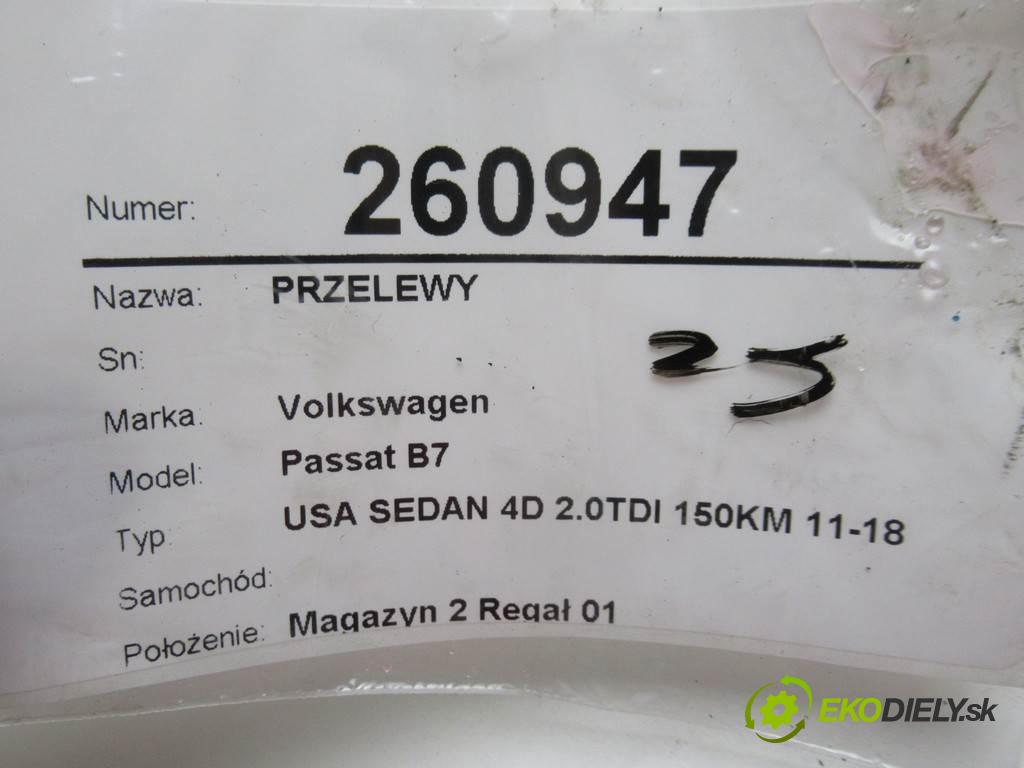 Numer: 260947
Nazwa: PRZELEWY
Sn:
25
Marka: Volkswagen
Model: Passat B7
Typ: USA SEDAN 4D 2.0TDI 150KM 11-18
Samochód:
Położenie: Magazyn 2 Regał 01
EKODIELY.sk